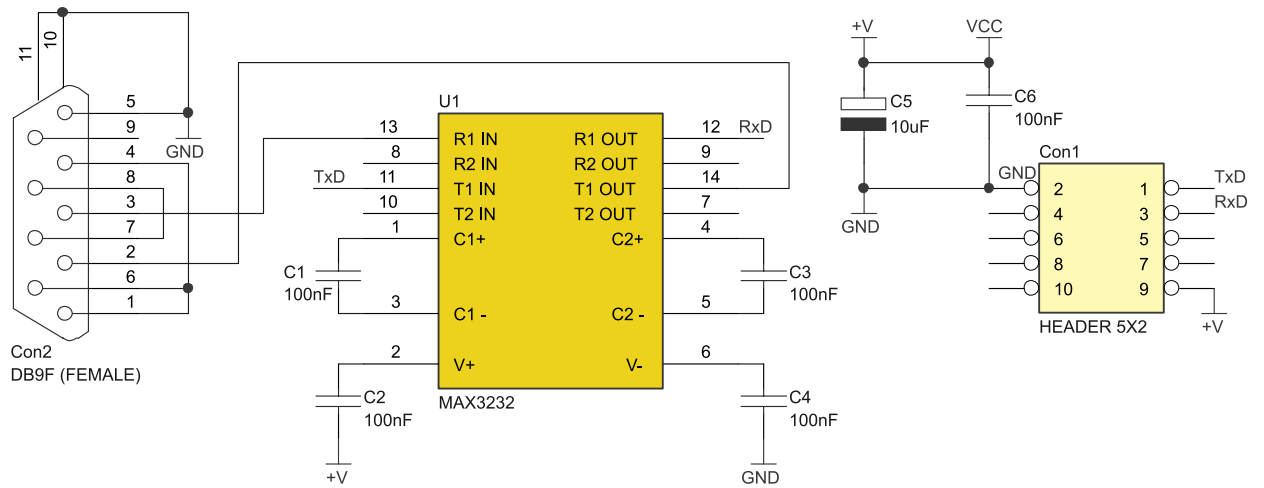 11
10
5
9
4
8
3
7
2
6
1
GND
Con2
DB9F (FEMALE)
U1
13
8
TxD
11
10
1
3
2
R1 IN
R2 IN
T1 IN
T2 IN
C1+
C1 -
V+
R1 OUT
R2 OUT
T1 OUT
T2 OUT
C2+
C2 -
V-
12
RxD
9
14
7
4
5
6
MAX3232
C1
100nF
C2
100nF
+V
C3
100nF
C4
100nF
GND
+V
VCC
C5
10uF
C6
100nF
GND
GND
Con1
2 1
4 3
6 5
8 7
10 9
TxD
RxD
+V
HEADER 5X2